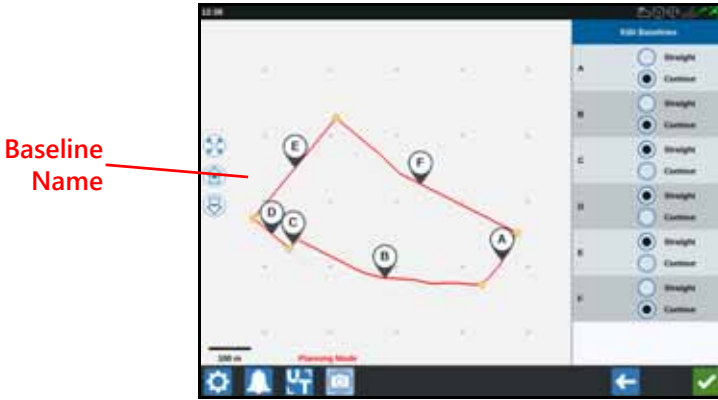 12:38
Edit Baselines
A
Straight
Contour
B
Straight
Contour
C
Straight
Contour
D
Straight
Contour
E
Straight
Contour
F
Straight
Contour
Baseline
Name
E
F
D
C
A
B
100 m
Planning Mode
UT